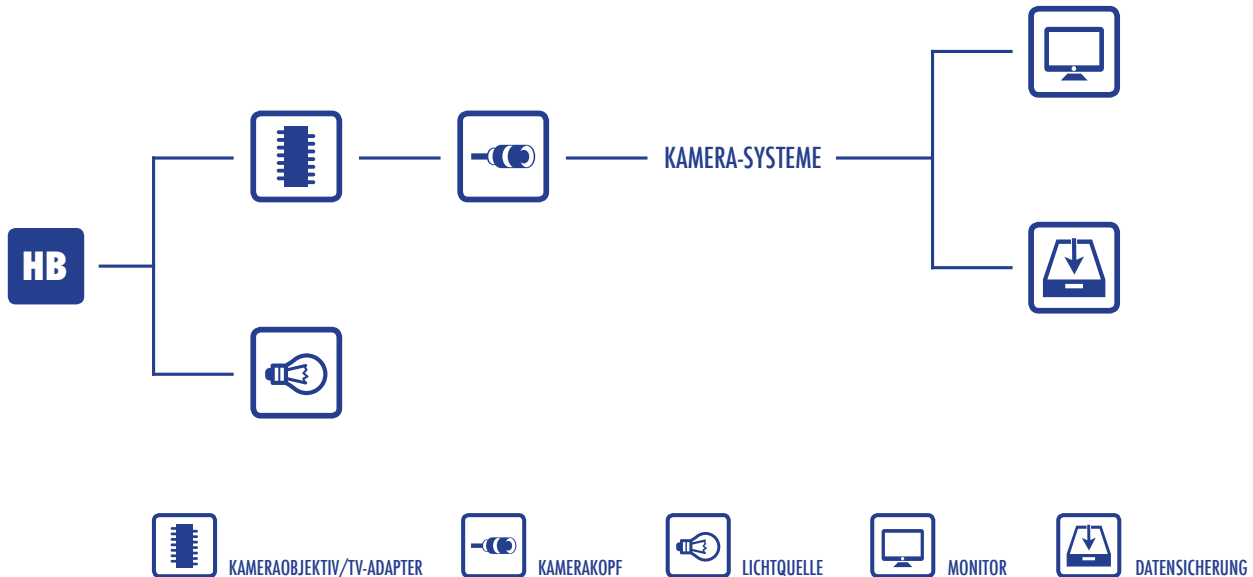 KAMERA-SYSTEME
HB
KAMERAOBJEKTIV/TV-ADAPTER
KAMERAKOPF
LICHTQUELLE
MONITOR
DATENSICHERUNG